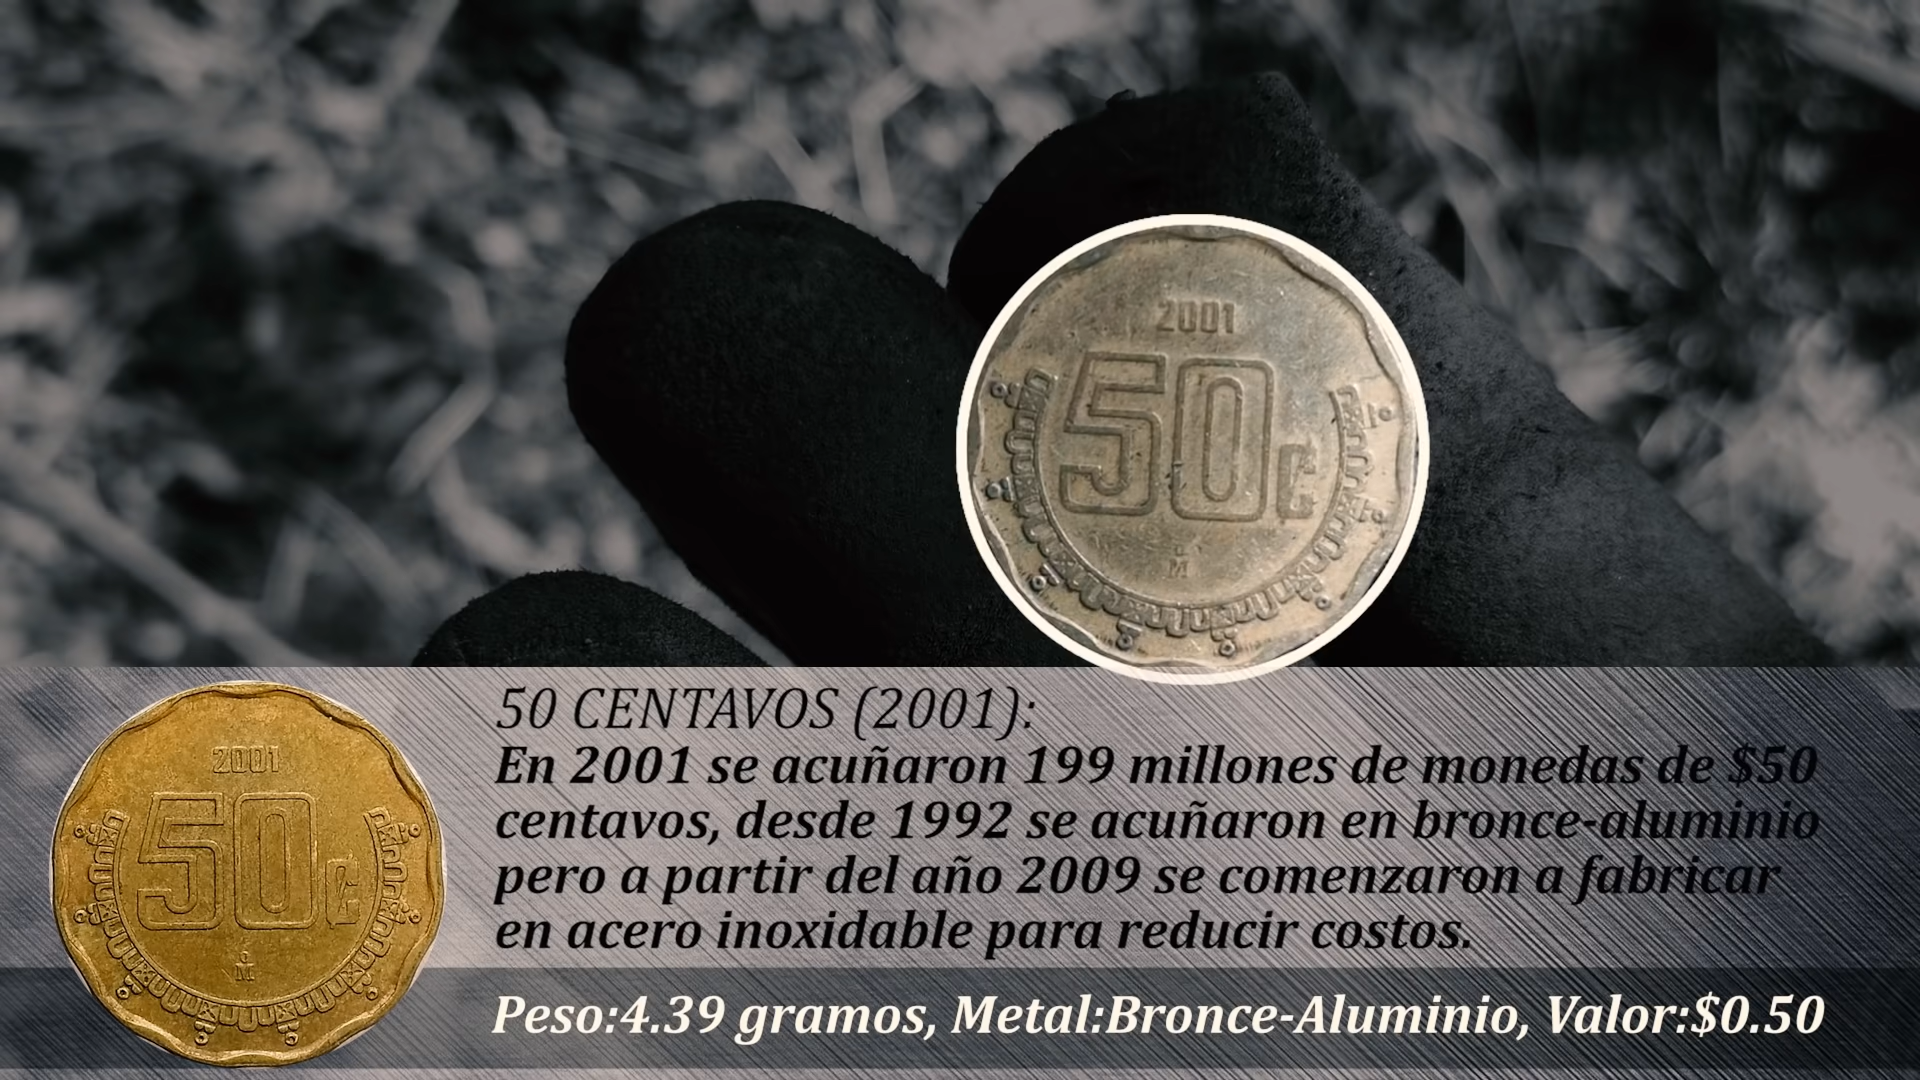 2001
50¢
M
50 CENTAVOS (2001):
En 2001 se acuñaron 199 millones de monedas de $50
centavos, desde 1992 se acuñaron en bronce-aluminio
pero a partir del año 2009 se comenzaron a fabricar
en acero inoxidable para reducir costos.
2001
50¢
M
Peso:4.39 gramos, Metal:Bronce-Aluminio, Valor:$0.50